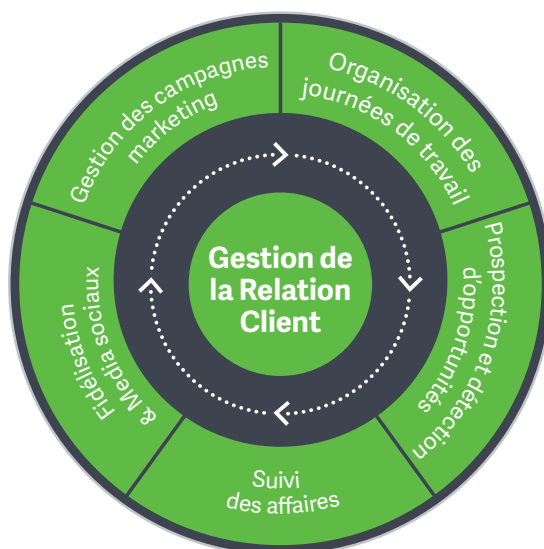 Gestion des campagnes
marketing
Organisation des
journées de travail
Prospection et détection
d'opportunités
Suivi
des affaires
Fidélisation
& Media sociaux
Gestion de
la Relation
Client